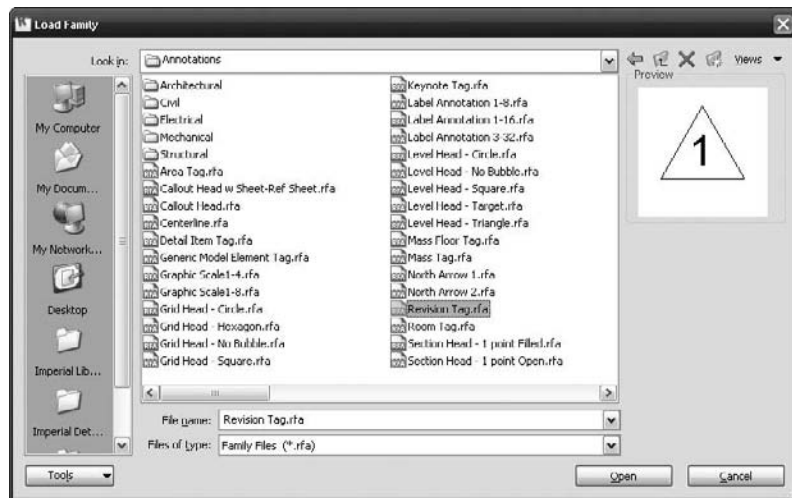 Load Family
Look in: Annotations
Views
My Computer
My Docum...
My Network...
Desktop
Imperial Lib...
Imperial Det...
Architectural
Civil
Electrical
Mechanical
Structural
Area Tag.rfa
Callout Head w Sheet-Ref Sheet.rfa
Callout Head.rfa
Centerline.rfa
Detail Item Tag.rfa
Generic Model Element Tag.rfa
Graphic Scale1-4.rfa
Graphic Scale1-8.rfa
Grid Head - Circle.rfa
Grid Head - Hexagon.rfa
Grid Head - No Bubble.rfa
Grid Head - Square.rfa
Keynote Tag.rfa
Label Annotation 1-8.rfa
Label Annotation 1-16.rfa
Label Annotation 3-32.rfa
Level Head - Circle.rfa
Level Head - No Bubble.rfa
Level Head - Square.rfa
Level Head - Target.rfa
Level Head - Triangle.rfa
Mass Floor Tag.rfa
Mass Tag.rfa
North Arrow 1.rfa
North Arrow 2.rfa
Revision Tag.rfa
Room Tag.rfa
Section Head - 1 point Filled.rfa
Section Head - 1 point Open.rfa
Preview
1
File name: Revision Tag.rfa
Files of type: Family Files (*.rfa)
Tools
Open
Cancel